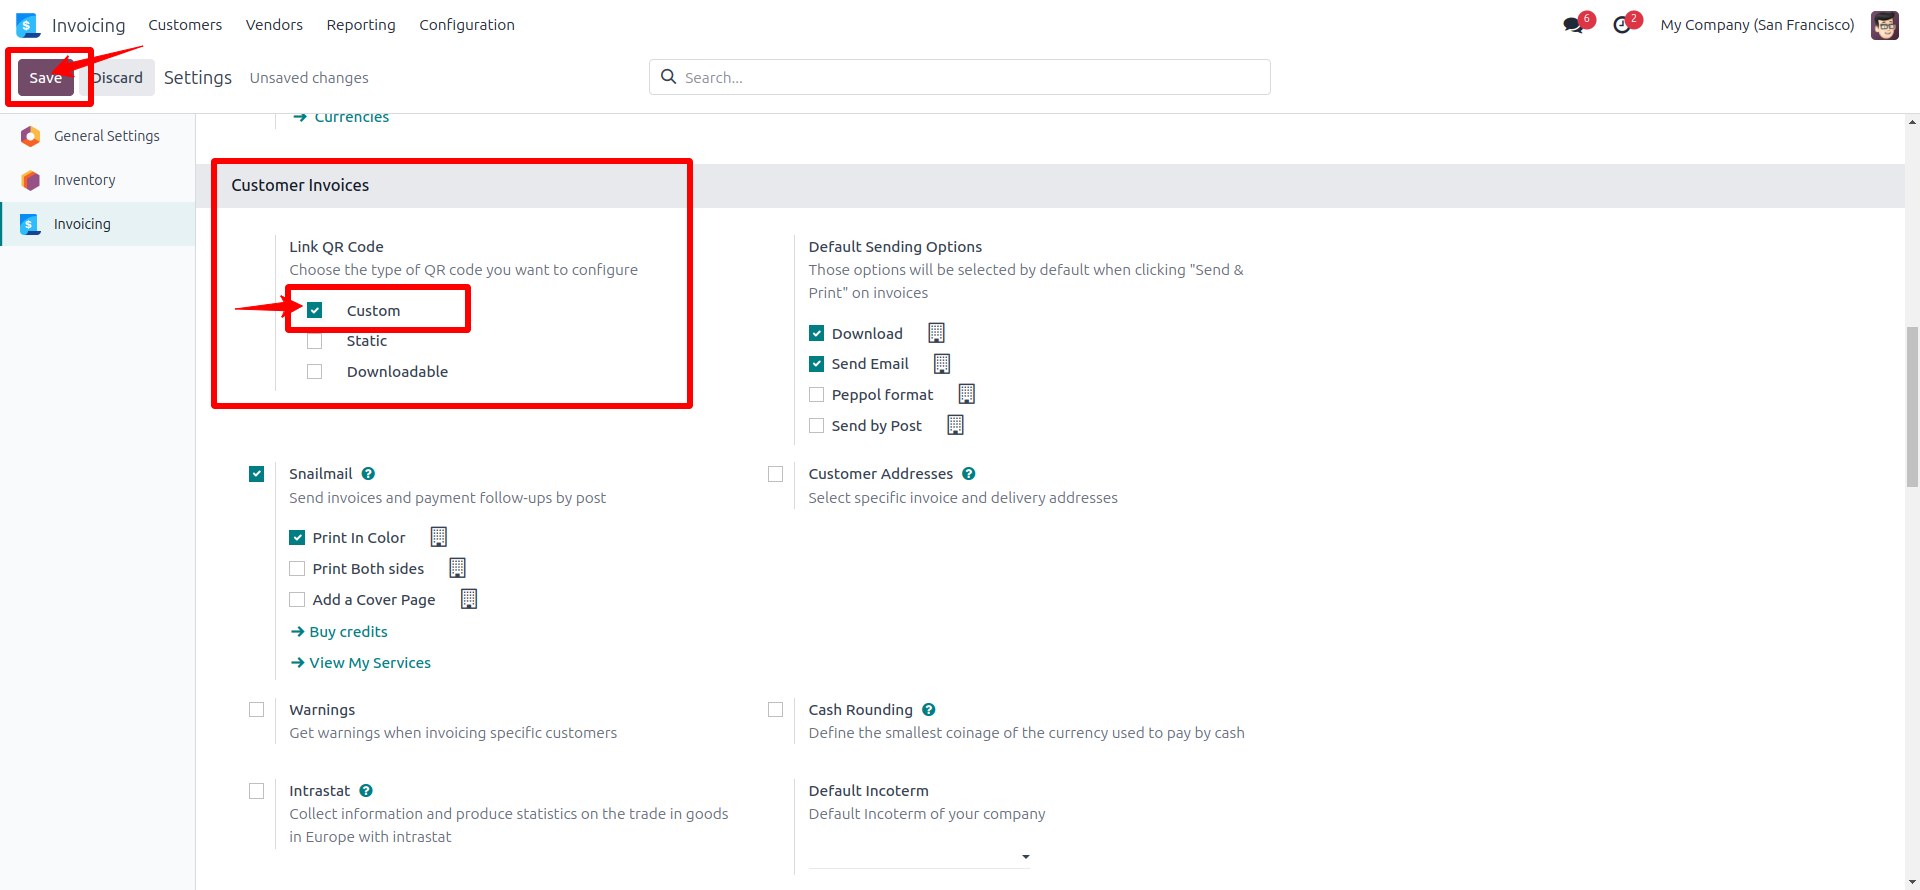 Invoicing Customers Vendors Reporting Configuration 6 2 My Company (San Francisco)
Save Discard Settings Unsaved changes Search...
Currencies
General Settings
Inventory
Invoicing
Customer Invoices
Link QR Code
Choose the type of QR code you want to configure
Custom
Static
Downloadable
Default Sending Options
Those options will be selected by default when clicking "Send &
Print" on invoices
Download
Send Email
Peppol format
Send by Post
Snailmail ?
Send invoices and payment follow-ups by post
Print In Color
Print Both sides
Add a Cover Page
Buy credits
View My Services
Customer Addresses ?
Select specific invoice and delivery addresses
Warnings
Get warnings when invoicing specific customers
Cash Rounding ?
Define the smallest coinage of the currency used to pay by cash
Intrastat ?
Collect information and produce statistics on the trade in goods
in Europe with intrastat
Default Incoterm
Default Incoterm of your company